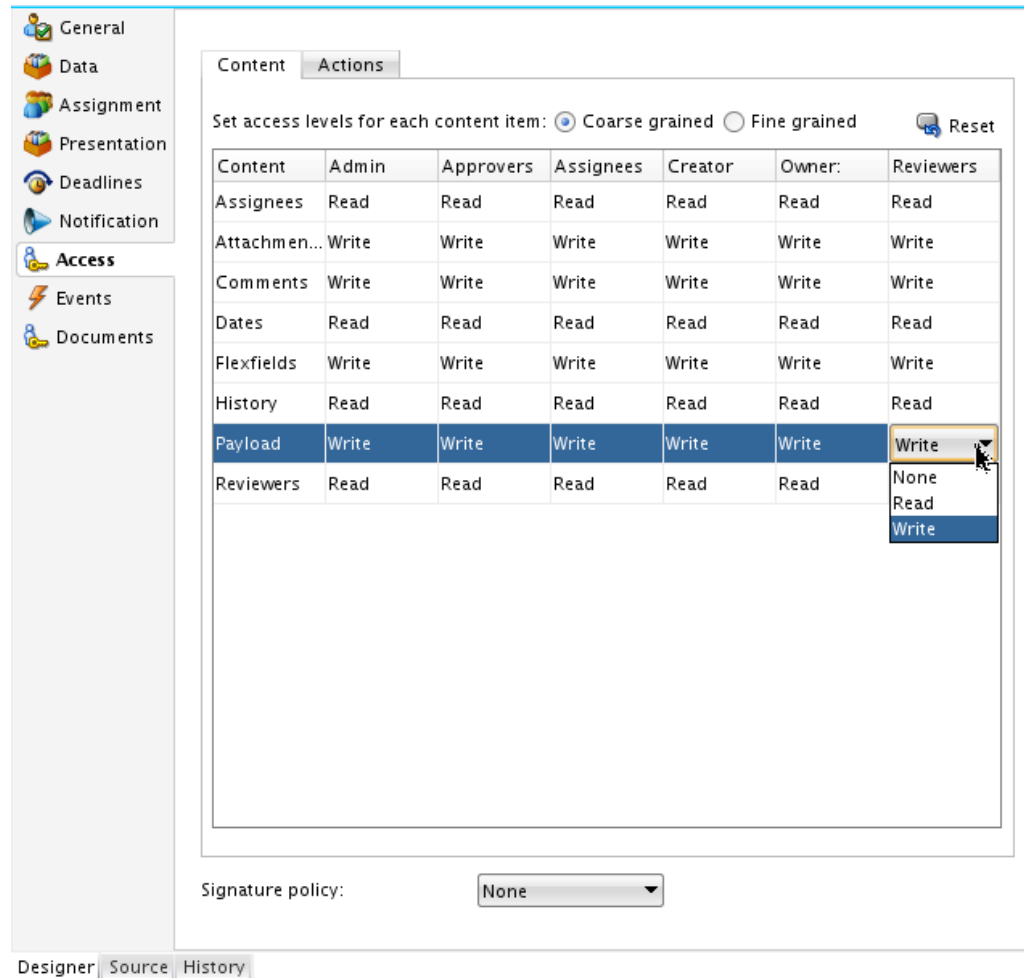 General
Data
Assignment
Presentation
Deadlines
Notification
Access
Events
Documents
Content Actions
Set access levels for each content item: Coarse grained Fine grained Reset
Content Admin Approvers Assignees Creator Owner: Reviewers
Assignees Read Read Read Read Read Read
Attachmen... Write Write Write Write Write Write
Comments Write Write Write Write Write Write
Dates Read Read Read Read Read Read
Flexfields Write Write Write Write Write Write
History Read Read Read Read Read Read
Payload Write Write Write Write Write Write
Reviewers Read Read Read Read Read
None
Read
Write
Signature policy: None
Designer Source History